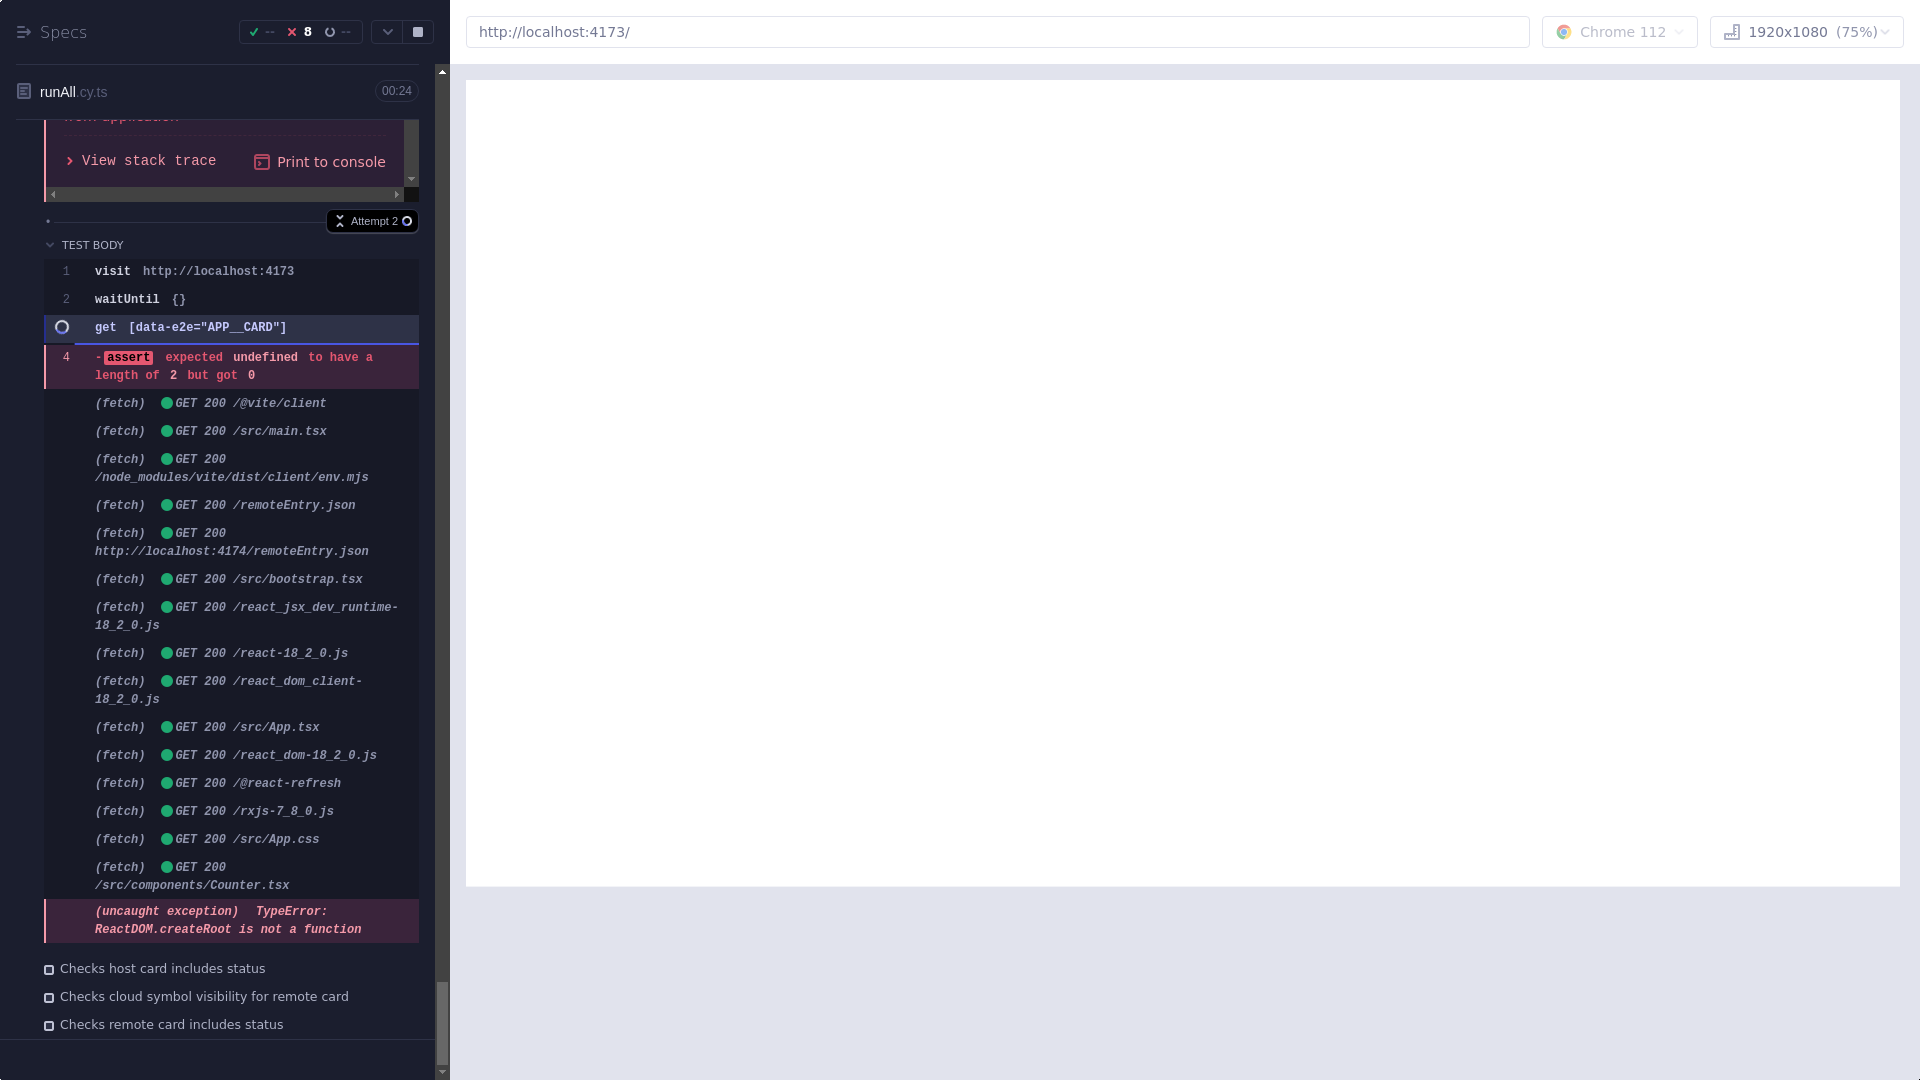 Specs
--
8
--
http://localhost:4173/
Chrome 112
1920x1080 (75%)
runAll.cy.ts
00:24
from application
View stack trace
Print to console
Attempt 2
TEST BODY
1 visit http://localhost:4173
2 waitUntil {}
get [data-e2e="APP__CARD"]
4 -assert expected undefined to have a
length of 2 but got 0
(fetch) GET 200 /@vite/client
(fetch) GET 200 /src/main.tsx
(fetch) GET 200
/node_modules/vite/dist/client/env.mjs
(fetch) GET 200 /remoteEntry.json
(fetch) GET 200
http://localhost:4174/remoteEntry.json
(fetch) GET 200 /src/bootstrap.tsx
(fetch) GET 200 /react_jsx_dev_runtime-
18_2_0.js
(fetch) GET 200 /react-18_2_0.js
(fetch) GET 200 /react_dom_client-
18_2_0.js
(fetch) GET 200 /src/App.tsx
(fetch) GET 200 /react_dom-18_2_0.js
(fetch) GET 200 /@react-refresh
(fetch) GET 200 /rxjs-7_8_0.js
(fetch) GET 200 /src/App.css
(fetch) GET 200
/src/components/Counter.tsx
(uncaught exception) TypeError:
ReactDOM.createRoot is not a function
Checks host card includes status
Checks cloud symbol visibility for remote card
Checks remote card includes status